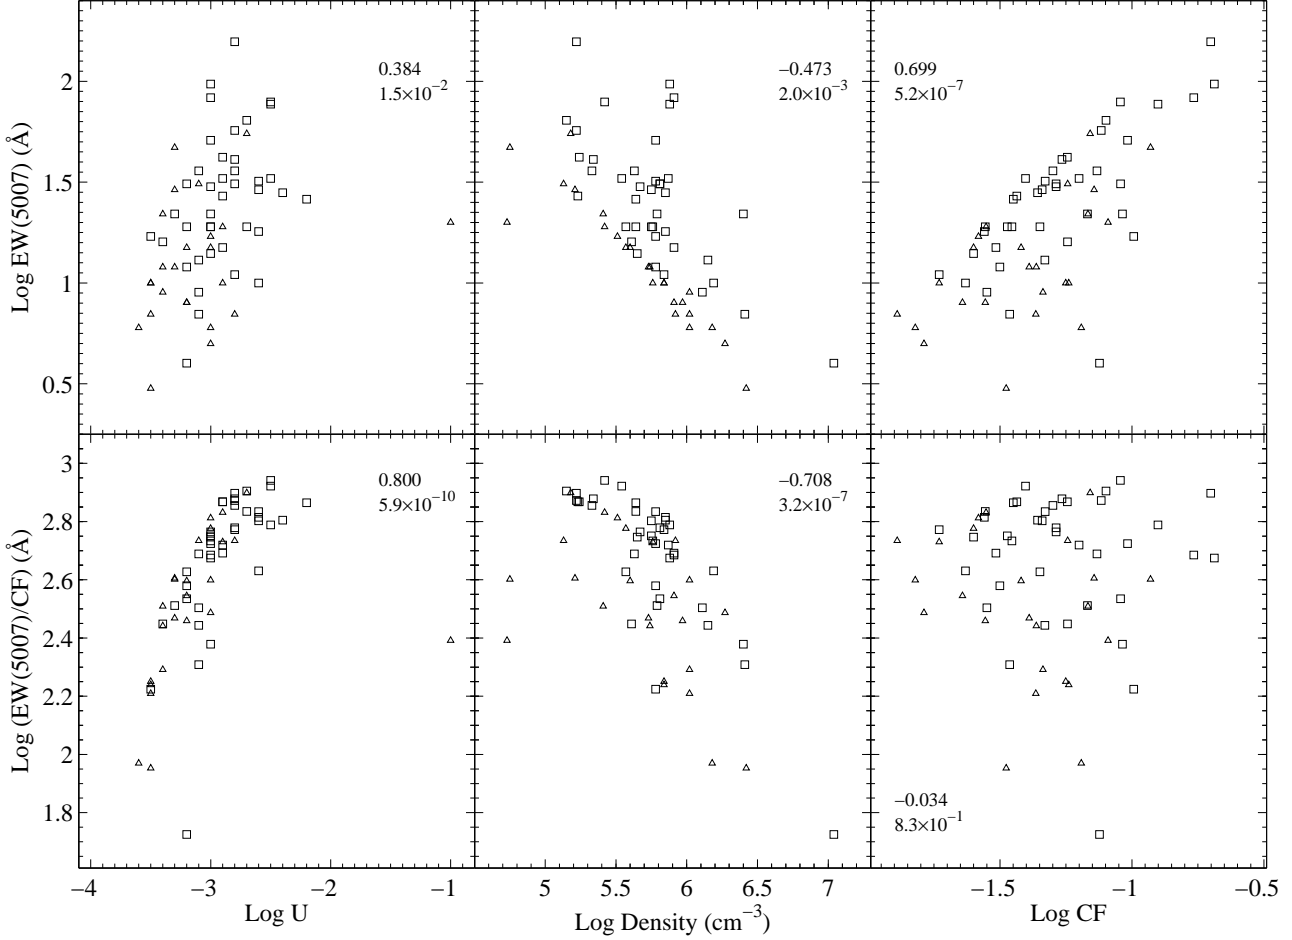 Log EW(5007) (Å)
2
1.5
1
0.5
0.384
1.5×10−2
−0.473
2.0×10−3
0.699
5.2×10−7
Log (EW(5007)/CF) (Å)
3
2.8
2.6
2.4
2.2
2
1.8
0.800
5.9×10−10
−0.708
3.2×10−7
−0.034
8.3×10−1
−4 −3 −2 −1
5 5.5 6 6.5 7
−1.5 −1 −0.5
Log U
Log Density (cm−3)
Log CF